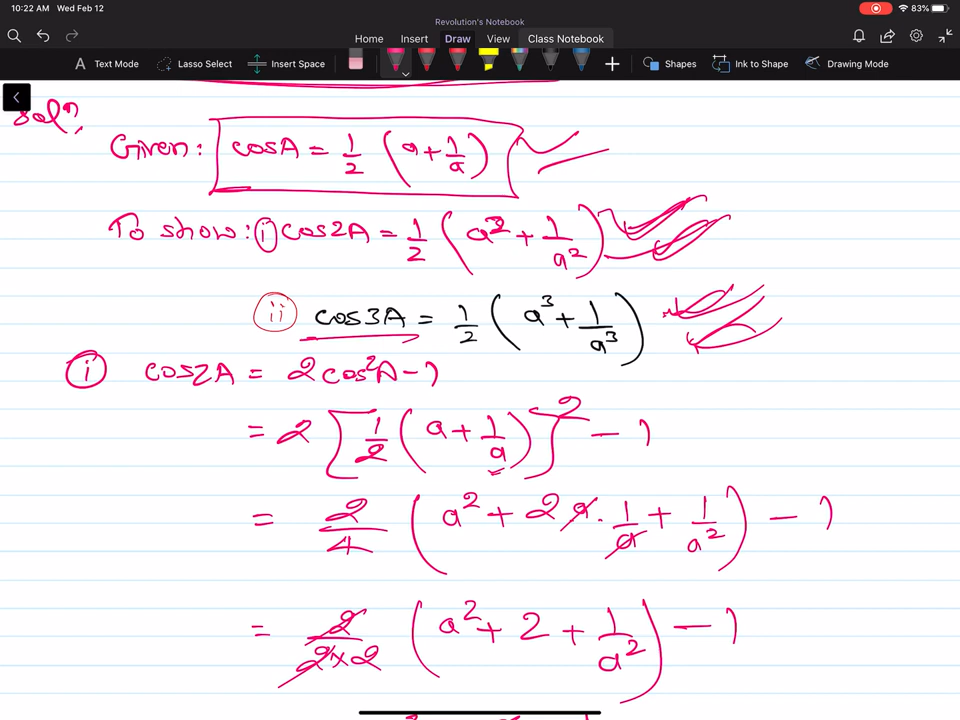 10:22 AM Wed Feb 12
83%
Revolution's Notebook
Home Insert Draw View Class Notebook
Text Mode Lasso Select Insert Space Shapes Ink to Shape Drawing Mode
Solⁿ:
Given: cosA = 1/2 (a + 1/a)
To show: (i) cos2A = 1/2 (a² + 1/a²)
(ii) cos3A = 1/2 (a³ + 1/a³)
(i) cos2A = 2cos²A - 1
= 2 [1/2 (a + 1/a)]² - 1
= 2/4 (a² + 2a · 1/a + 1/a²) - 1
= 2/2×2 (a² + 2 + 1/a²) - 1